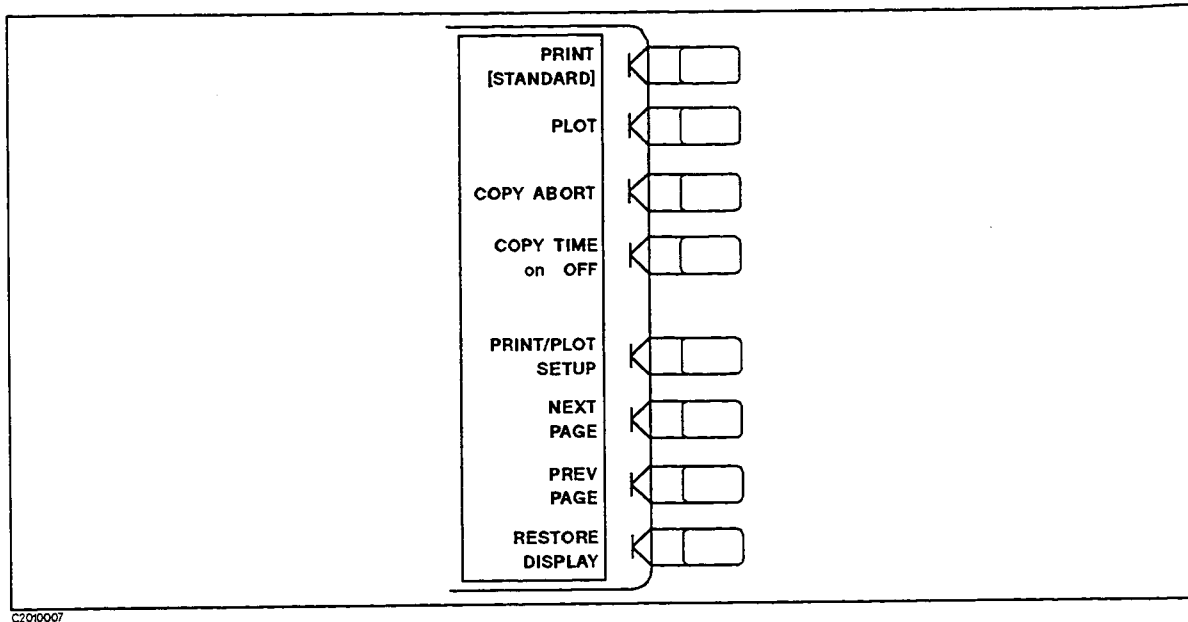 PRINT
[STANDARD]
PLOT
COPY ABORT
COPY TIME
on OFF
PRINT/PLOT
SETUP
NEXT
PAGE
PREV
PAGE
RESTORE
DISPLAY
C2010007